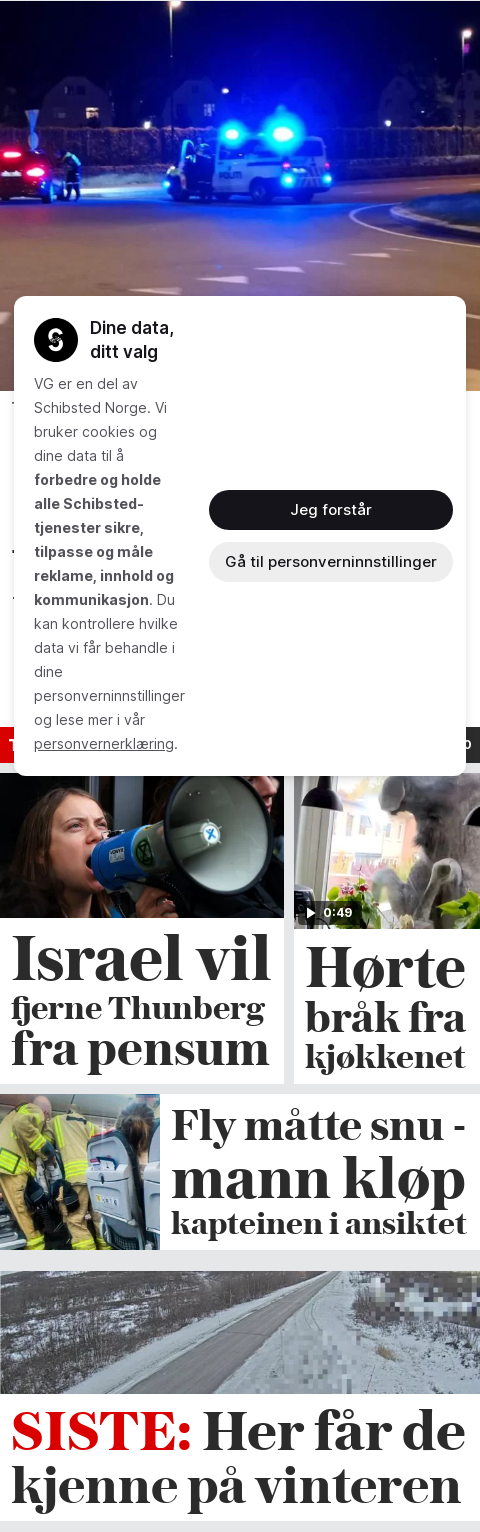 POLITI
Dine data,
ditt valg
VG er en del av
Schibsted Norge. Vi
bruker cookies og
dine data til å
forbedre og holde
alle Schibsted-
tjenester sikre,
tilpasse og måle
reklame, innhold og
kommunikasjon. Du
kan kontrollere hvilke
data vi får behandle i
dine
personverninnstillinger
og lese mer i vår
personvernerklæring.
Jeg forstår
Gå til personverninnstillinger
0:49
Israel vil
fjerne Thunberg
fra pensum
Hørte
bråk fra
kjøkkenet
Fly måtte snu -
mann kløp
kapteinen i ansiktet
SISTE: Her får de
kjenne på vinteren